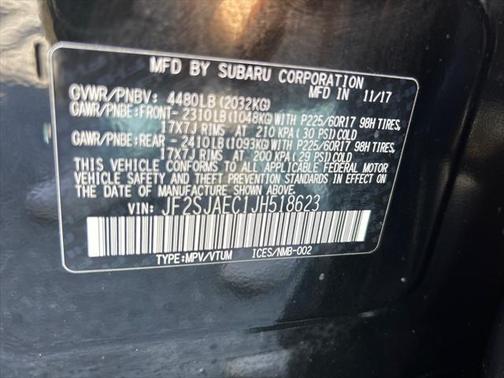 MFD BY SUBARU CORPORATION
GVWR/PNBV: 4480LB(2032KG) MFD IN 11/17
GAWR/PNBE:FRONT- 2310LB(1048KG)WITH P225/60R17 98H TIRES,
17X7J RIMS AT 210 KPA(30 PSI)COLD
GAWR/PNBE:REAR - 2410LB(1093KG)WITH P225/60R17 98H TIRES,
17X7J RIMS AT 200 KPA(29 PSI)COLD
THIS VEHICLE CONFORMS TO ALL APPLICABLE FEDERAL MOTOR
VEHICLE SAFETY STANDARDS IN EFFECT ON THE DATE OF
MANUFACTURE SHOWN ABOVE.
VIN: JF2SJAEC1JH518623
TYPE:MPV/VTUM ICES/NMB-002